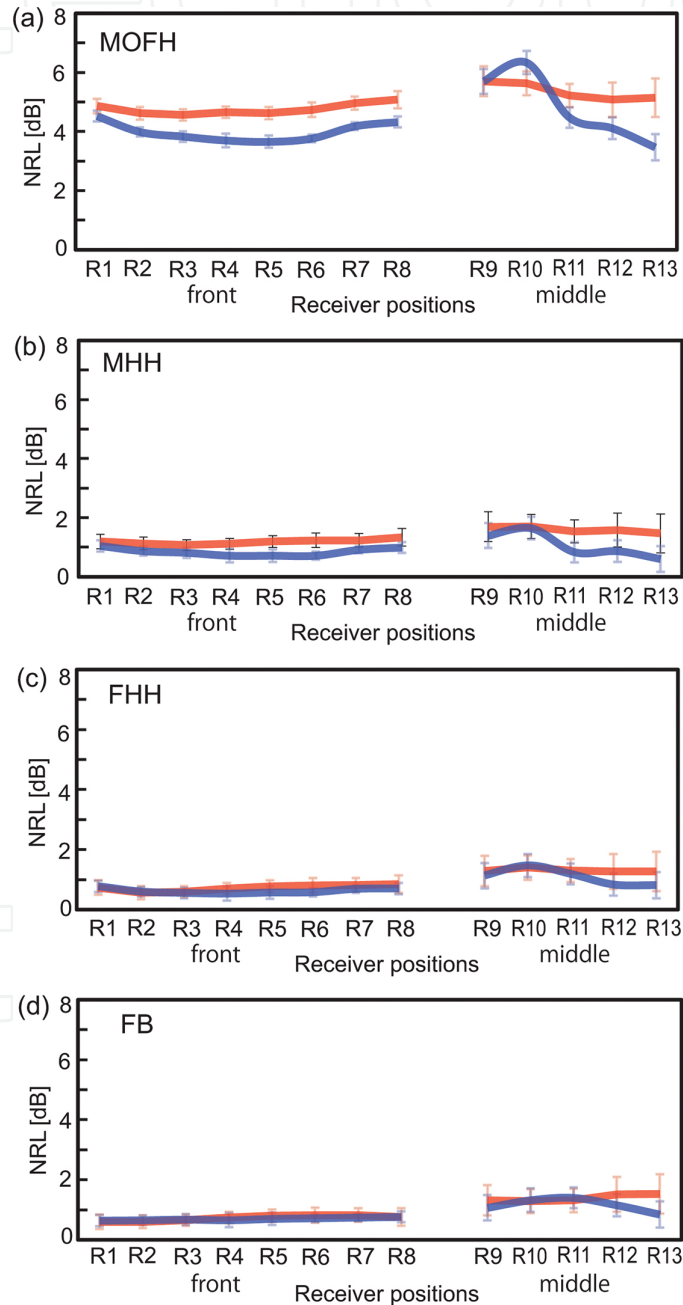 (a)
MOFH
NRL [dB]
8
6
4
2
0
R1 R2 R3 R4 R5 R6 R7 R8 R9 R10 R11 R12 R13
front middle
Receiver positions
(b)
MHH
NRL [dB]
8
6
4
2
0
R1 R2 R3 R4 R5 R6 R7 R8 R9 R10 R11 R12 R13
front middle
Receiver positions
(c)
FHH
NRL [dB]
8
6
4
2
0
R1 R2 R3 R4 R5 R6 R7 R8 R9 R10 R11 R12 R13
front middle
Receiver positions
(d)
FB
NRL [dB]
8
6
4
2
0
R1 R2 R3 R4 R5 R6 R7 R8 R9 R10 R11 R12 R13
front middle
Receiver positions